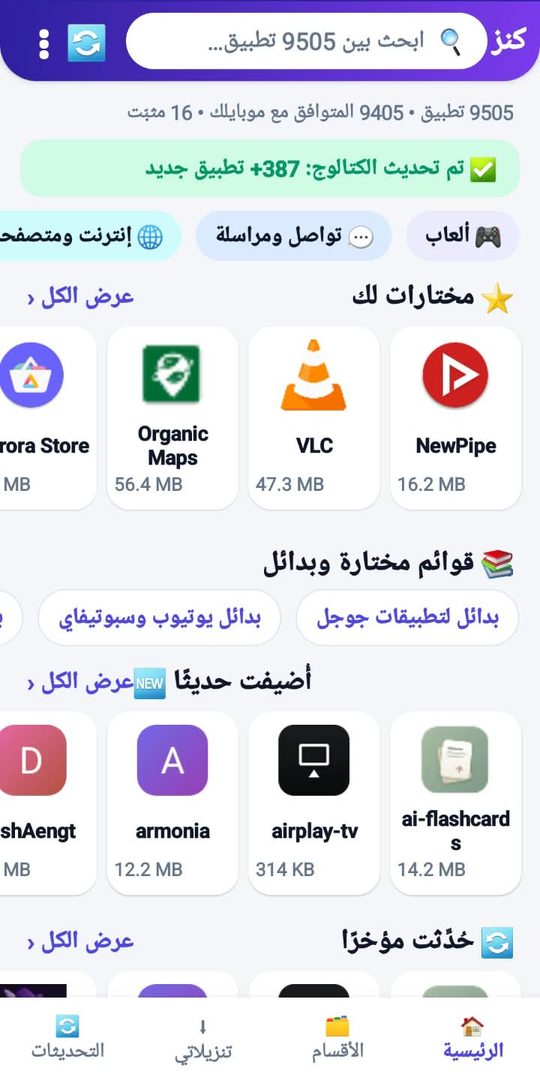 كنز
ابحث بين 9505 تطبيق...
9505 تطبيق • 9405 المتوافق مع موبايلك • 16 مثبّت
تم تحديث الكتالوج: 387+ تطبيق جديد
ألعاب
تواصل ومراسلة
إنترنت ومتصفح
مختارات لك
عرض الكل ‹
NewPipe
16.2 MB
VLC
47.3 MB
Organic
Maps
56.4 MB
rora Store
MB
قوائم مختارة وبدائل
بدائل لتطبيقات جوجل
بدائل يوتيوب وسبوتيفاي
أضيفت حديثًا
NEW
عرض الكل ‹
ai-flashcard
s
14.2 MB
airplay-tv
314 KB
A
armonia
12.2 MB
D
shAengt
MB
حُدِّثت مؤخرًا
عرض الكل ‹
الرئيسية
الأقسام
تنزيلاتي
التحديثات